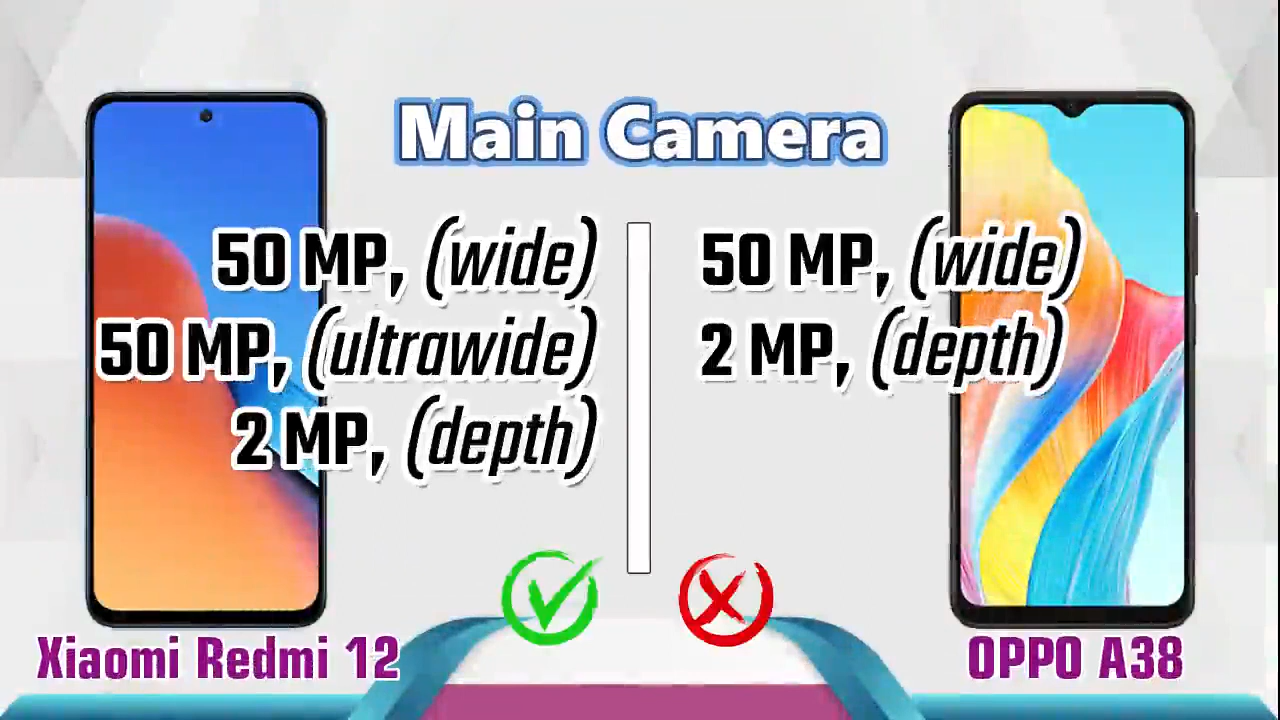 Main Camera
50 MP, (wide)
50 MP, (ultrawide)
2 MP, (depth)
50 MP, (wide)
2 MP, (depth)
Xiaomi Redmi 12
OPPO A38